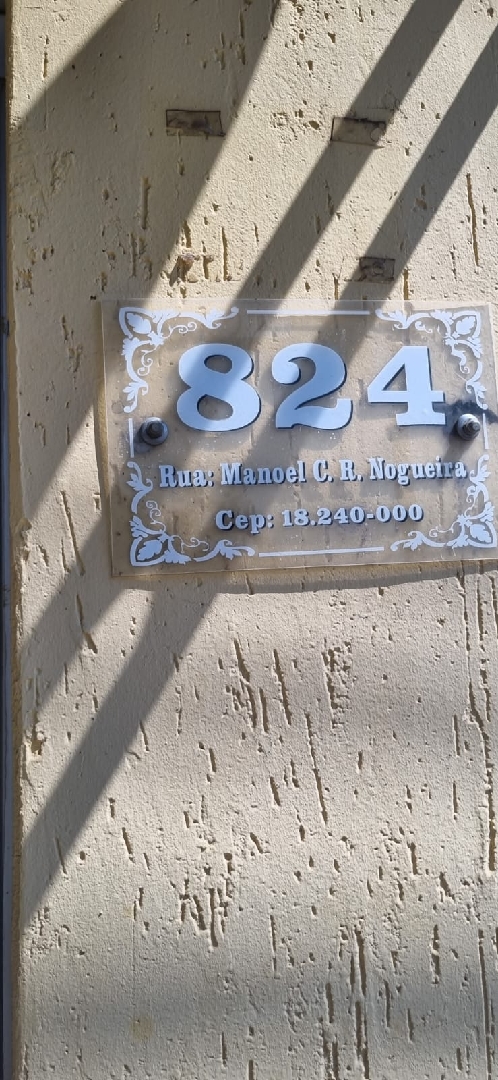 824
Rua: Manoel C. R. Nogueira
Cep: 18.240-000